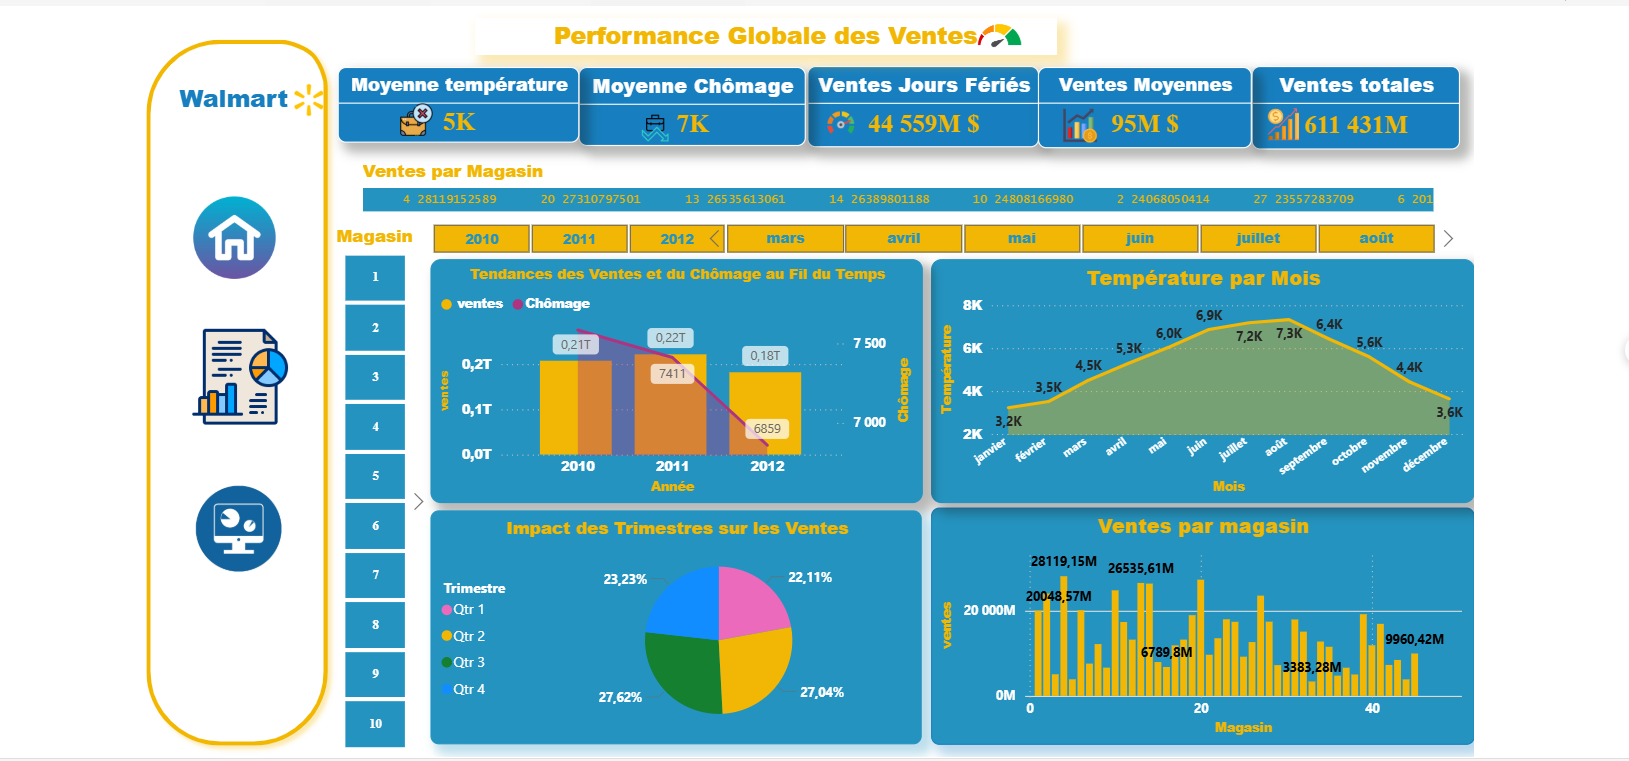 Performance Globale des Ventes
Walmart
Moyenne température
5K
Moyenne Chômage
7K
Ventes Jours Fériés
44 559M $
Ventes Moyennes
95M $
Ventes totales
611 431M
Ventes par Magasin
4 28119152589 20 27310797501 13 26535613061 14 26389801188 10 24808166980 2 24068050414 27 23557283709 6 201
Magasin
2010 2011 2012 mars avril mai juin juillet août
1
2
3
4
5
6
7
8
9
10
Tendances des Ventes et du Chômage au Fil du Temps
ventes Chômage
0,21T 0,22T 0,18T
7411
6859
0,2T
0,1T
0,0T
ventes
7 500
7 000
Chômage
2010 2011 2012
Année
Température par Mois
8K
6K
4K
2K
Température
3,2K 3,5K 4,5K 5,3K 6,0K 6,9K 7,2K 7,3K 6,4K 5,6K 4,4K 3,6K
janvier février mars avril mai juin juillet août septembre octobre novembre décembre
Mois
Impact des Trimestres sur les Ventes
Trimestre
Qtr 1
Qtr 2
Qtr 3
Qtr 4
23,23%
22,11%
27,62%
27,04%
Ventes par magasin
28119,15M
26535,61M
20048,57M
6789,8M
3383,28M
9960,42M
20 000M
0M
ventes
0 20 40
Magasin